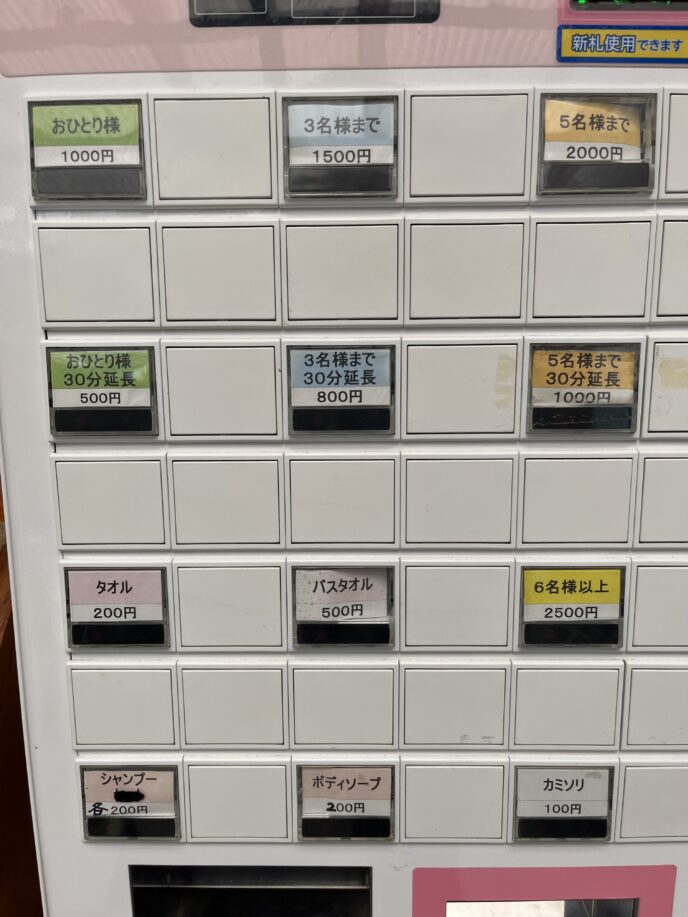 新札使用できます
おひとり様
1000円
3名様まで
1500円
5名様まで
2000円
おひとり様
30分延長
500円
3名様まで
30分延長
800円
5名様まで
30分延長
1000円
タオル
200円
バスタオル
500円
6名様以上
2500円
シャンプー
各200円
ボディソープ
200円
カミソリ
100円